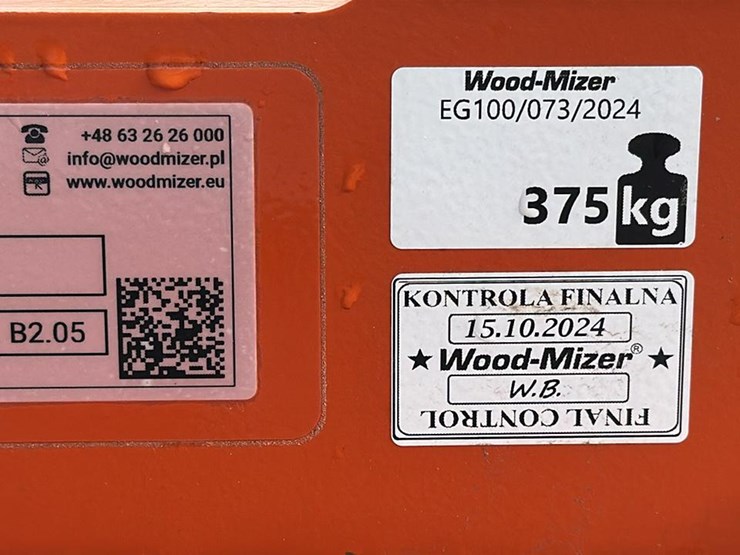 +48 63 26 26 000
info@woodmizer.pl
www.woodmizer.eu
B2.05
Wood-Mizer
EG100/073/2024
375 kg
KONTROLA FINALNA
15.10.2024
★ Wood-Mizer® ★
W.B.
FINAL CONTROL